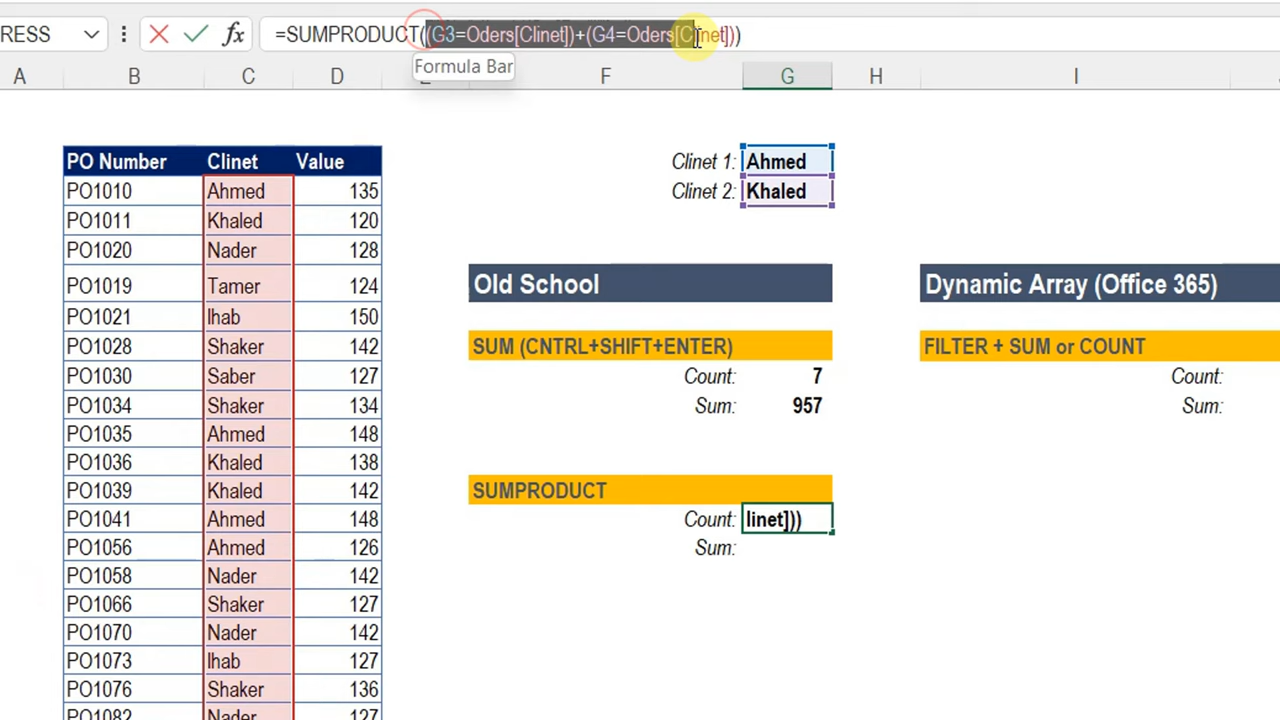 RESS =SUMPRODUCT((G3=Oders[Clinet])+(G4=Oders[Clinet]))
Formula Bar
A B C D F G H I
PO Number Clinet Value
PO1010 Ahmed 135
PO1011 Khaled 120
PO1020 Nader 128
PO1019 Tamer 124
PO1021 Ihab 150
PO1028 Shaker 142
PO1030 Saber 127
PO1034 Shaker 134
PO1035 Ahmed 148
PO1036 Khaled 138
PO1039 Khaled 142
PO1041 Ahmed 148
PO1056 Ahmed 126
PO1058 Nader 142
PO1066 Shaker 127
PO1070 Nader 142
PO1073 Ihab 127
PO1076 Shaker 136
PO1082 Nader 127
Clinet 1: Ahmed
Clinet 2: Khaled
Old School
SUM (CNTRL+SHIFT+ENTER)
Count: 7
Sum: 957
SUMPRODUCT
Count: linet]))
Sum:
Dynamic Array (Office 365)
FILTER + SUM or COUNT
Count:
Sum: